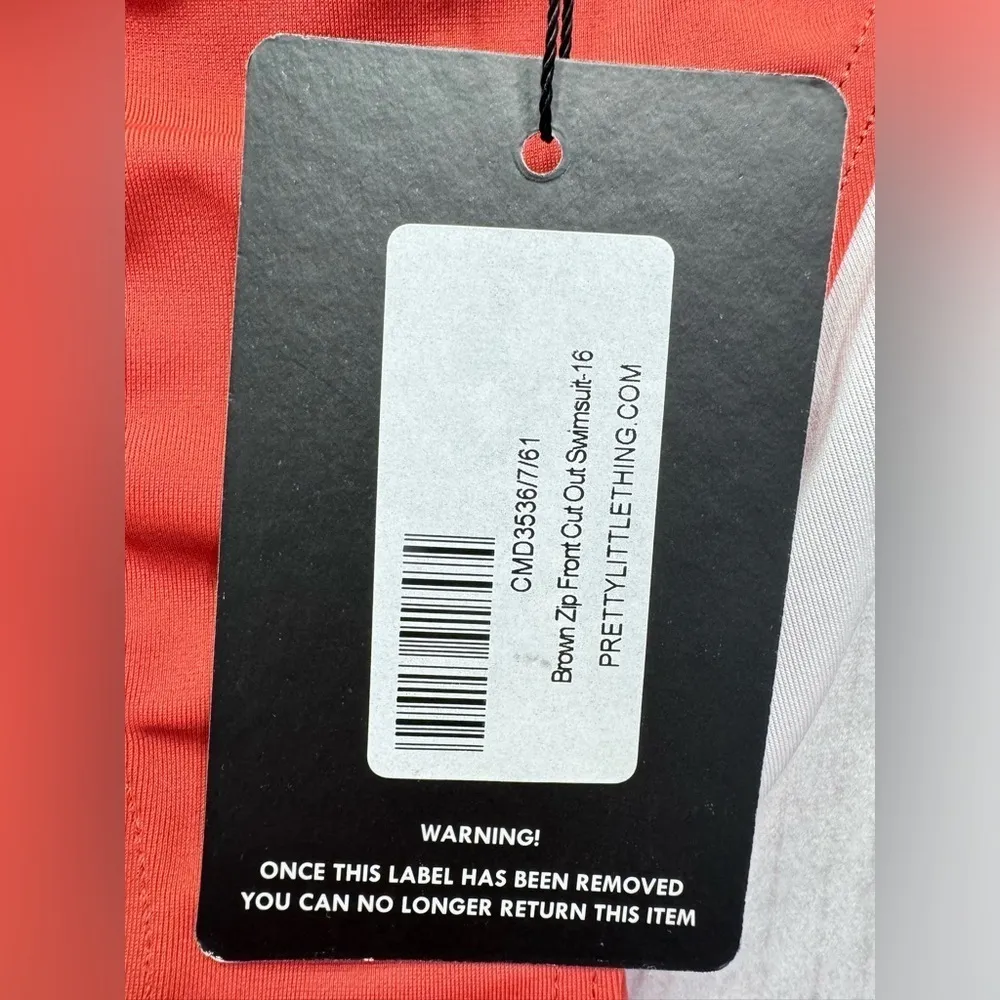 CMD3536/7/61
Brown Zip Front Cut Out Swimsuit-16
PRETTYLITTLETHING.COM
WARNING!
ONCE THIS LABEL HAS BEEN REMOVED
YOU CAN NO LONGER RETURN THIS ITEM